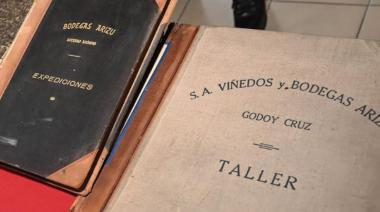 BODEGAS ARIZU
EXPEDICIONES
S. A. VIÑEDOS y BODEGAS ARIZU
GODOY CRUZ
TALLER